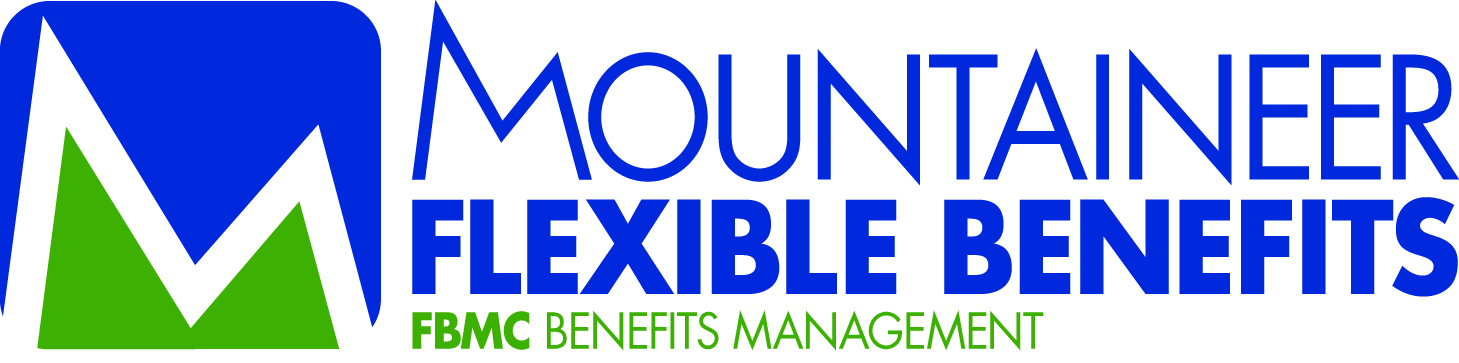 MOUNTAINEER
FLEXIBLE BENEFITS
FBMC BENEFITS MANAGEMENT